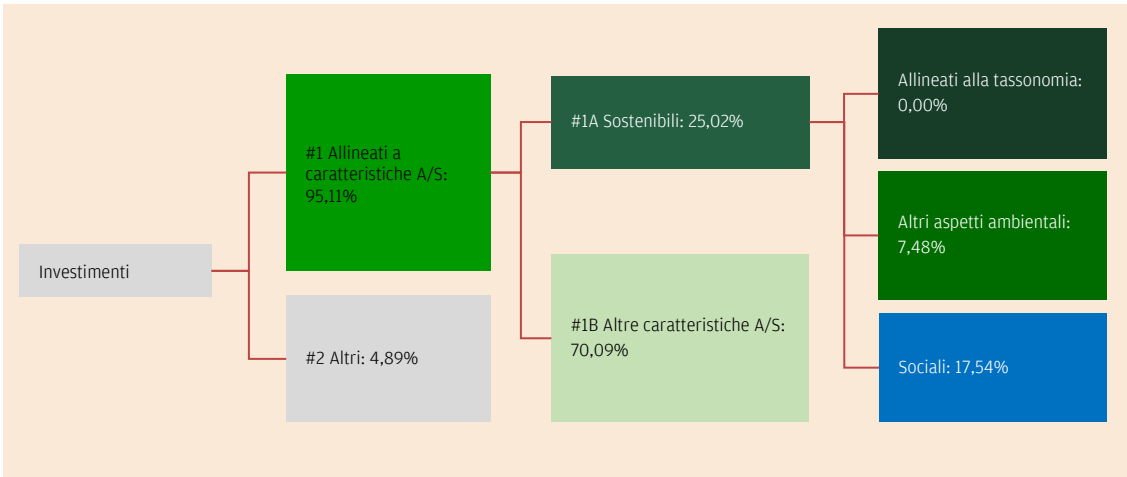 Investimenti
#1 Allineati a
caratteristiche A/S:
95,11%
#2 Altri: 4,89%
#1A Sostenibili: 25,02%
#1B Altre caratteristiche A/S:
70,09%
Allineati alla tassonomia:
0,00%
Altri aspetti ambientali:
7,48%
Sociali: 17,54%